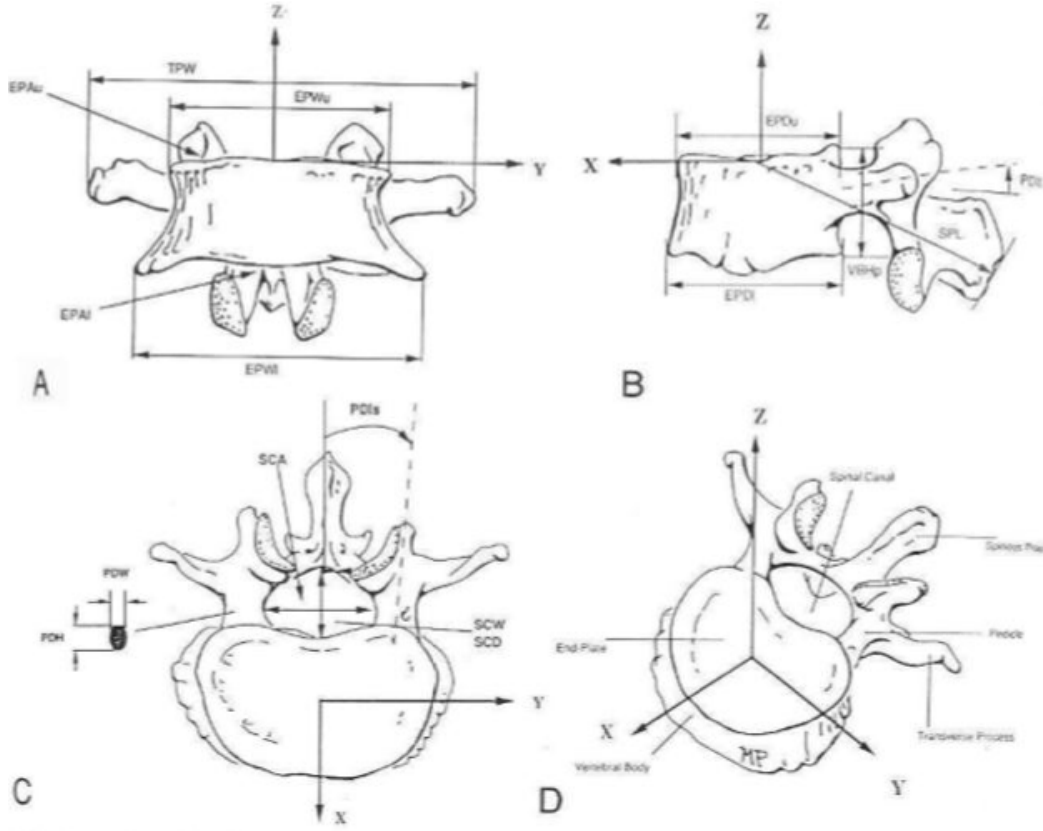 Z
TPW
EPAu
EPWu
Y
EPAl
EPWl
A
Z
EPDu
X
SPL
VBHp
EPDl
B
PDIs
SCA
PDW
PDH
SCW
SCD
Y
X
C
Z
Spinal Canal
End-Plate
Pedicle
X
Transverse Process
Vertebral Body
MP
Y
D